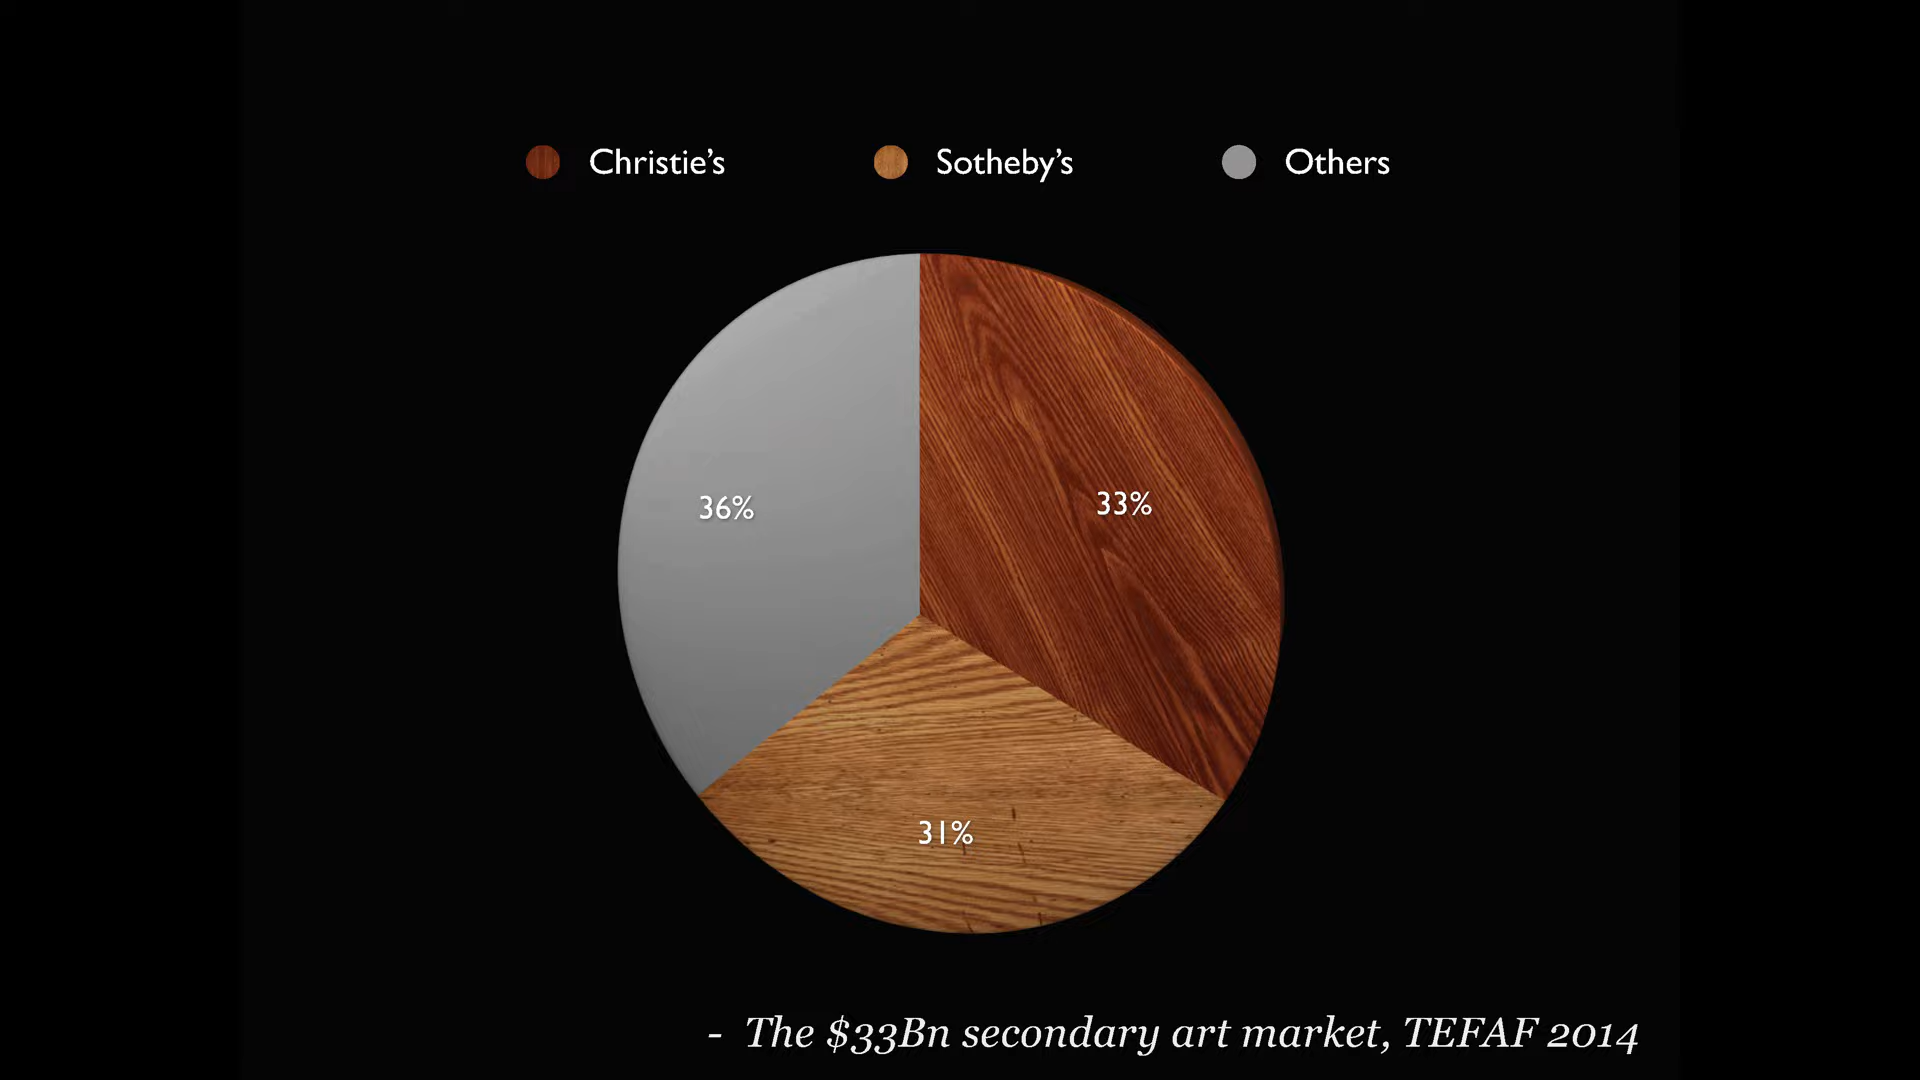 Christie’s
Sotheby’s
Others
36%
33%
31%
- The $33Bn secondary art market, TEFAF 2014